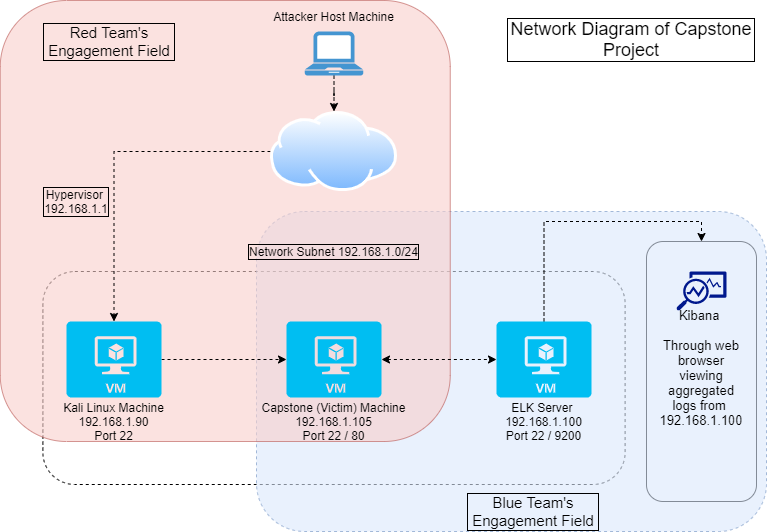 Attacker Host Machine
Red Team's
Engagement Field
Network Diagram of Capstone
Project
Hypervisor
192.168.1.1
Network Subnet 192.168.1.0/24
Kibana
Through web
browser
viewing
aggregated
logs from
192.168.1.100
VM
Kali Linux Machine
192.168.1.90
Port 22
VM
Capstone (Victim) Machine
192.168.1.105
Port 22 / 80
VM
ELK Server
192.168.1.100
Port 22 / 9200
Blue Team's
Engagement Field